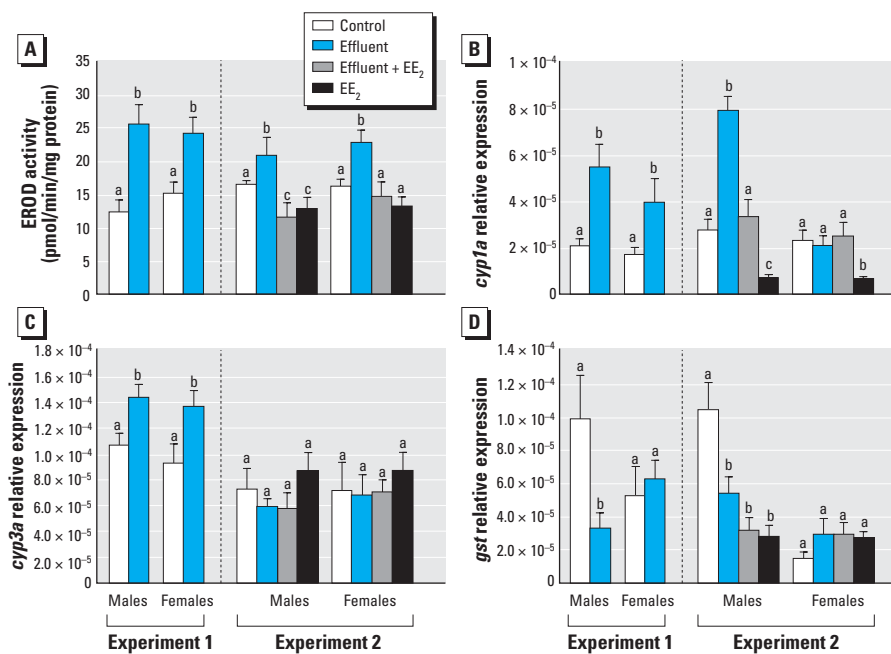 Control
Effluent
Effluent + EE₂
EE₂
A
EROD activity
(pmol/min/mg protein)
35
30
25
20
15
10
5
0
a b a b a b c c a b a a
B
cyp1a relative expression
1 × 10⁻⁴
8 × 10⁻⁵
6 × 10⁻⁵
4 × 10⁻⁵
2 × 10⁻⁵
0
a b a b a b a c a a a b
C
cyp3a relative expression
1.8 × 10⁻⁴
1.6 × 10⁻⁴
1.4 × 10⁻⁴
1.2 × 10⁻⁴
1.0 × 10⁻⁴
8.0 × 10⁻⁵
6.0 × 10⁻⁵
4.0 × 10⁻⁵
2.0 × 10⁻⁵
0
a b a b a a a a a a a a
Males Females Males Females
Experiment 1 Experiment 2
D
gst relative expression
1.4 × 10⁻⁴
1.2 × 10⁻⁴
1.0 × 10⁻⁴
8.0 × 10⁻⁵
6.0 × 10⁻⁵
4.0 × 10⁻⁵
2.0 × 10⁻⁵
0
a b a a a b b b a a a a
Males Females Males Females
Experiment 1 Experiment 2